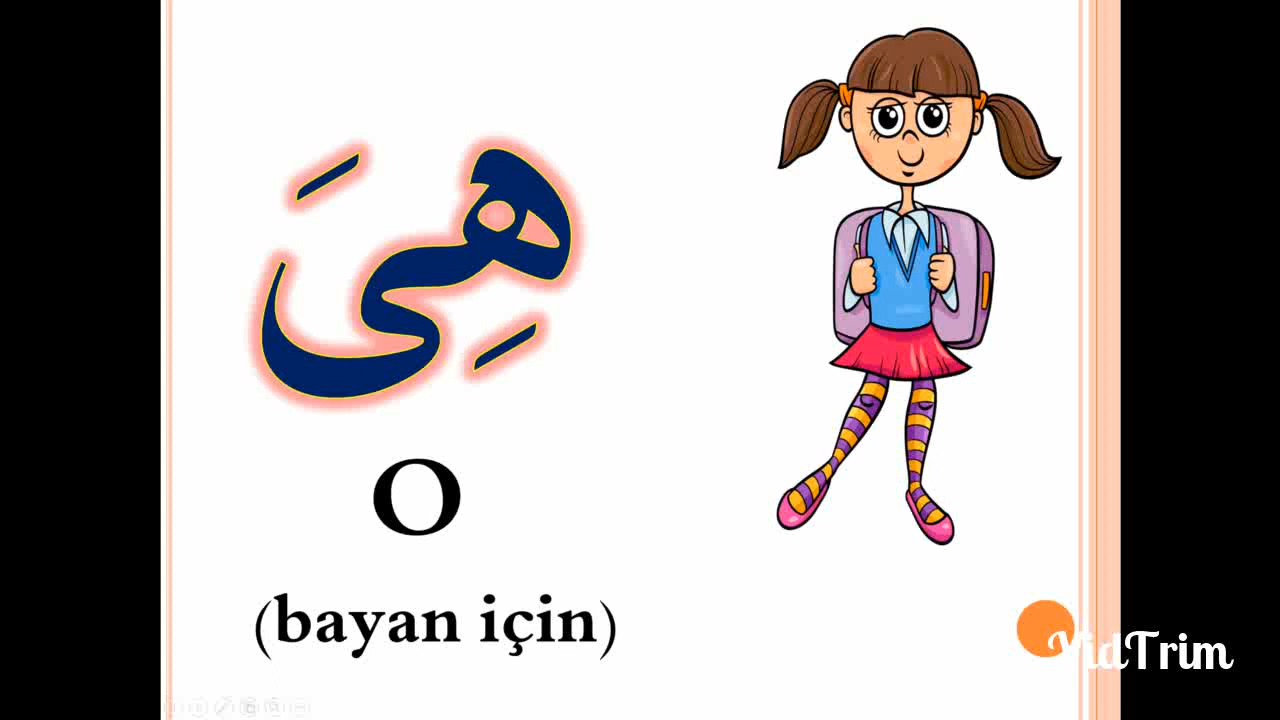 هِىَ
O
(bayan için)
VidTrim